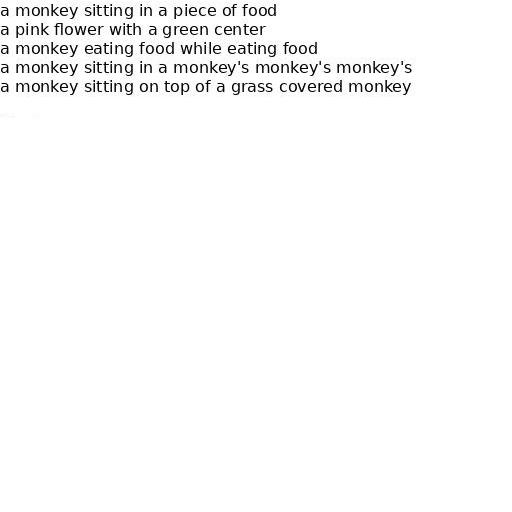 a monkey sitting in a piece of food
a pink flower with a green center
a monkey eating food while eating food
a monkey sitting in a monkey's monkey's monkey's
a monkey sitting on top of a grass covered monkey